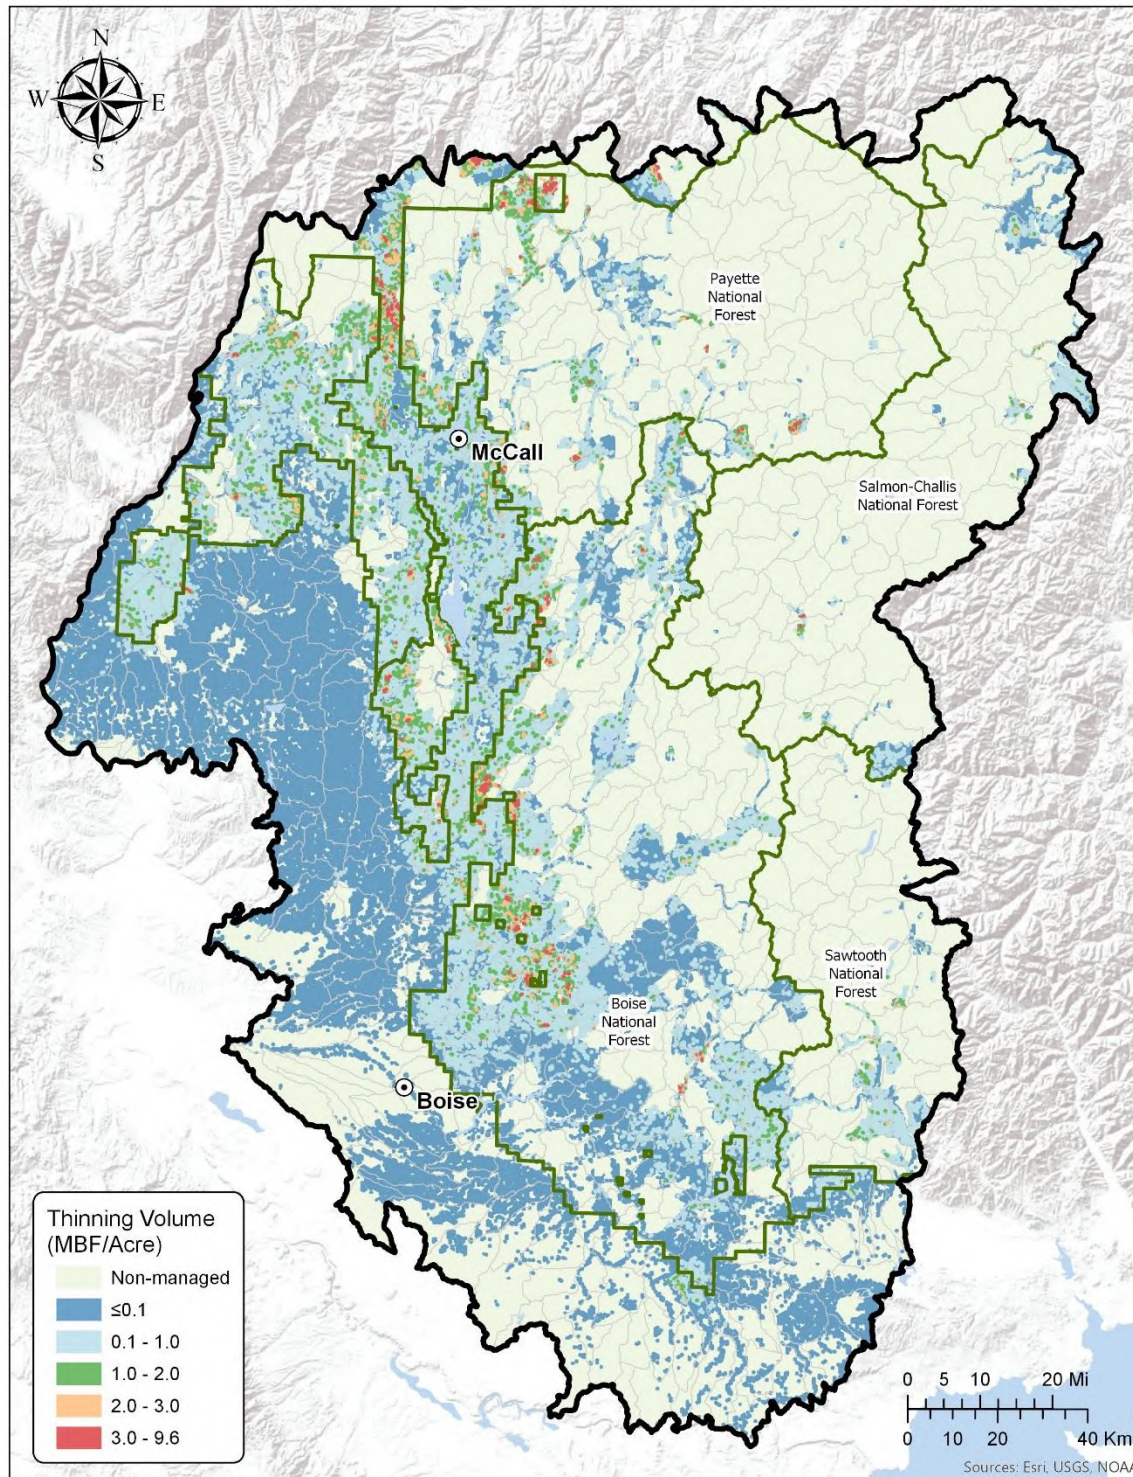 N
W E
S
Payette
National
Forest
McCall
Salmon-Challis
National Forest
Sawtooth
National
Forest
Boise
National
Forest
Boise
Thinning Volume
(MBF/Acre)
Non-managed
≤0.1
0.1 - 1.0
1.0 - 2.0
2.0 - 3.0
3.0 - 9.6
0 5 10 20 Mi
0 10 20 40 Km
Sources: Esri, USGS, NOAA